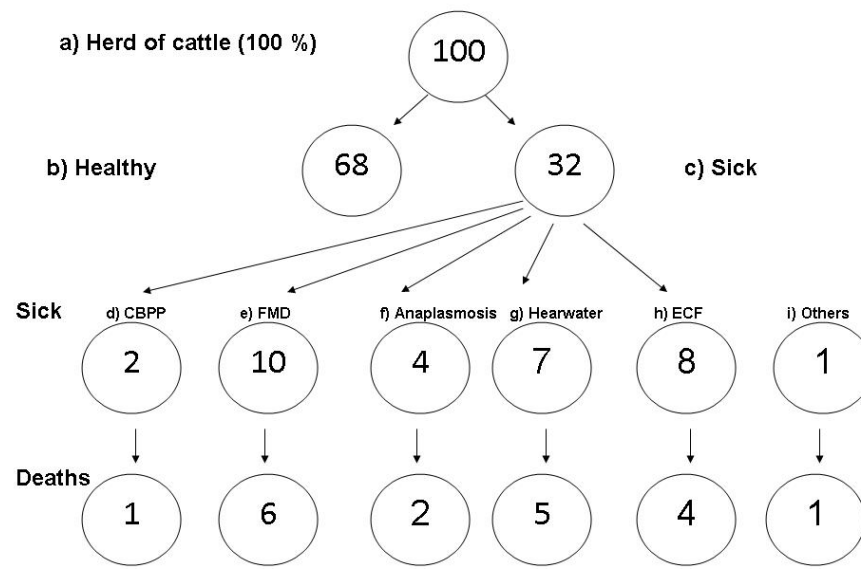 a) Herd of cattle (100 %)
100
b) Healthy
68
32
c) Sick
Sick
d) CBPP
e) FMD
f) Anaplasmosis
g) Hearwater
h) ECF
i) Others
2
10
4
7
8
1
Deaths
1
6
2
5
4
1